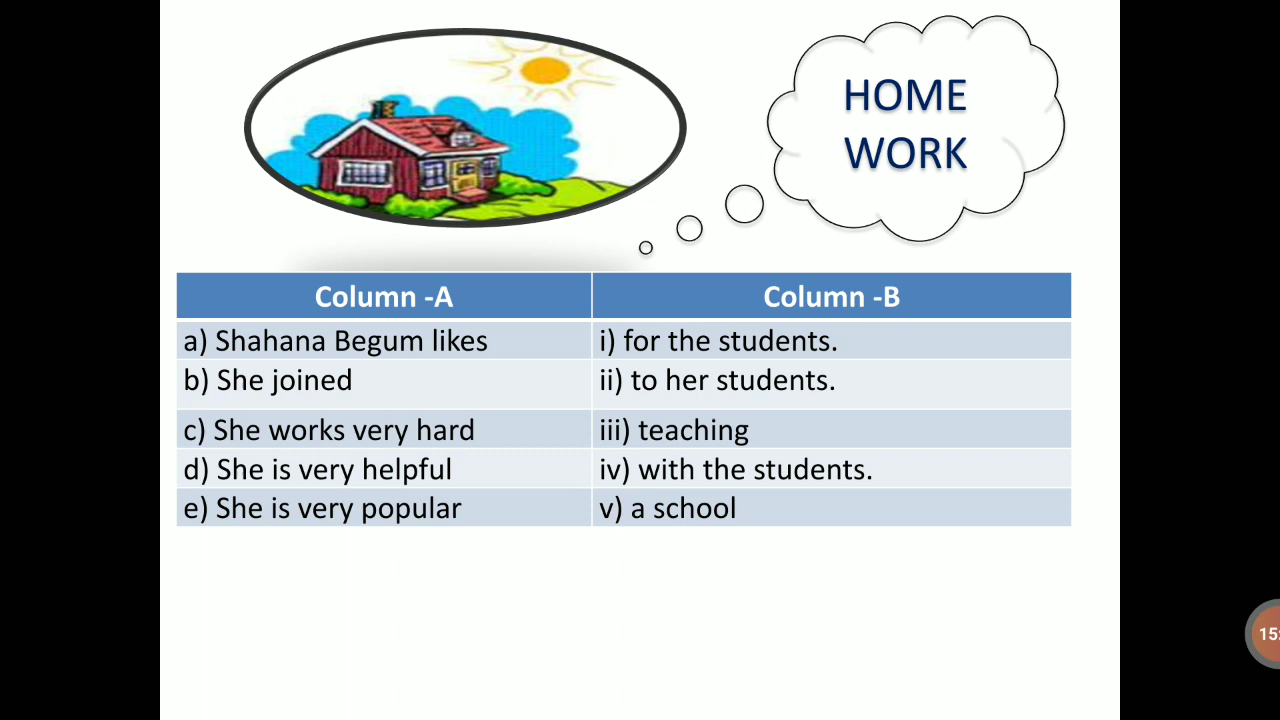 HOME
WORK
Column -A Column -B
a) Shahana Begum likes i) for the students.
b) She joined ii) to her students.
c) She works very hard iii) teaching
d) She is very helpful iv) with the students.
e) She is very popular v) a school